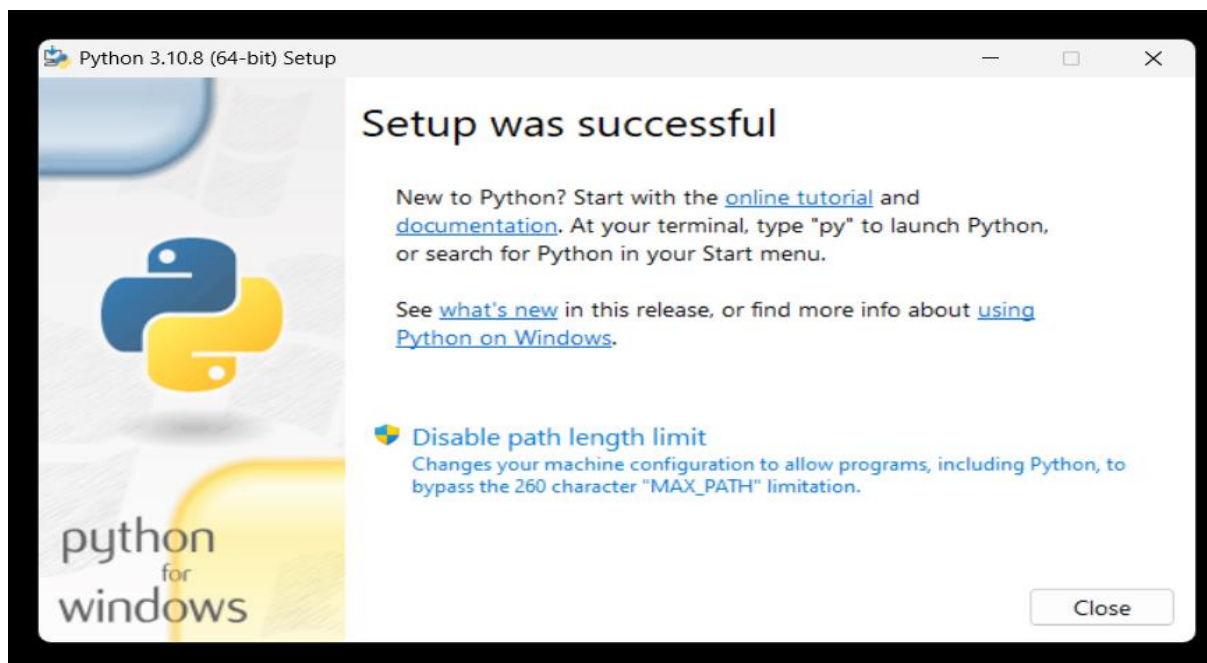 Python 3.10.8 (64-bit) Setup
Setup was successful
New to Python? Start with the online tutorial and
documentation. At your terminal, type "py" to launch Python,
or search for Python in your Start menu.
See what's new in this release, or find more info about using
Python on Windows.
Disable path length limit
Changes your machine configuration to allow programs, including Python, to
bypass the 260 character "MAX_PATH" limitation.
python
for
windows
Close